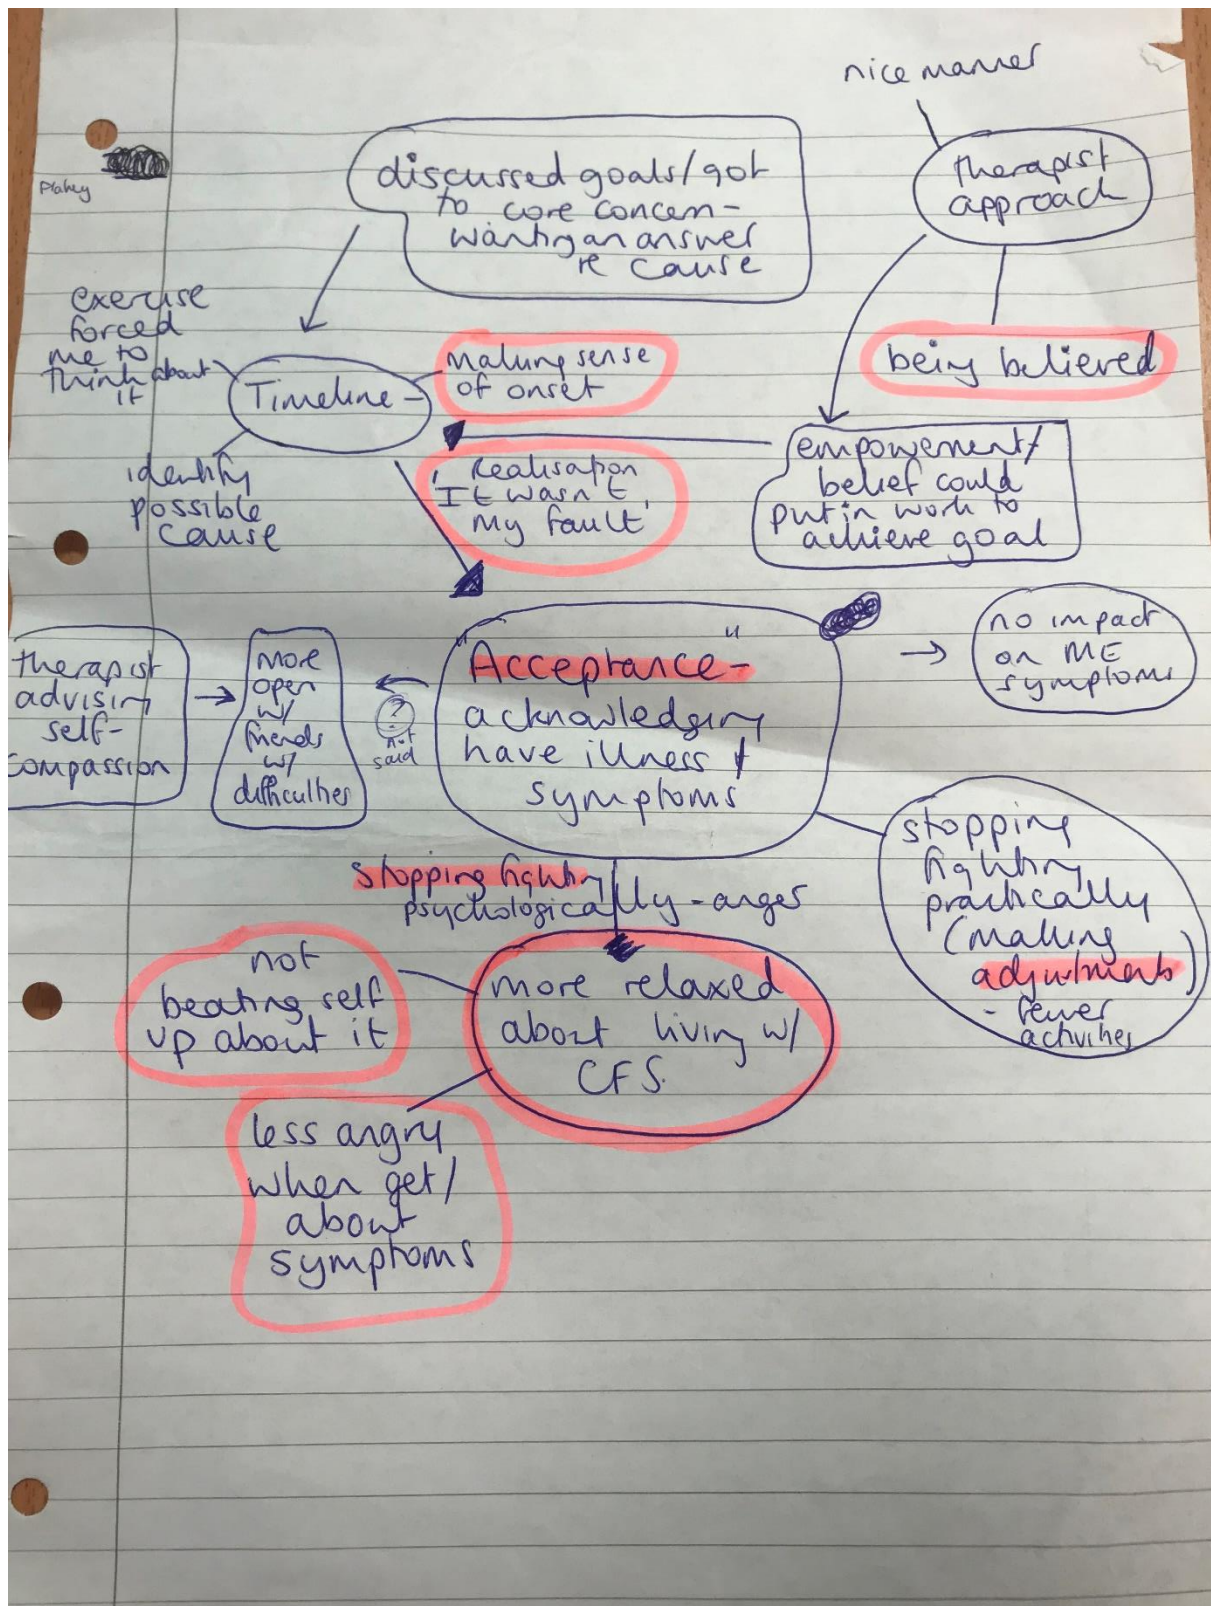 nice manner
discussed goals/got
to core concern-
wanting an answer
re cause
therapist
approach
exercise
forced
me to
think about
it
Timeline-
making sense
of onset
being believed
identify
possible
cause
Realisation
'It wasn't
my fault'
empowerment/
belief could
put in work to
achieve goal
therapist
advising
self-
compassion
more
open
w/
friends
w/
difficulties
?
not
said
"Acceptance-"
acknowledging
have illness +
symptoms
no impact
on ME
symptoms
stopping
fighting
practically
(making
adjustments)
- fewer
activities
stopping fighting
psychologically - anger
not
beating self
up about it
more relaxed
about living w/
CFS.
less angry
when get/
about
symptoms